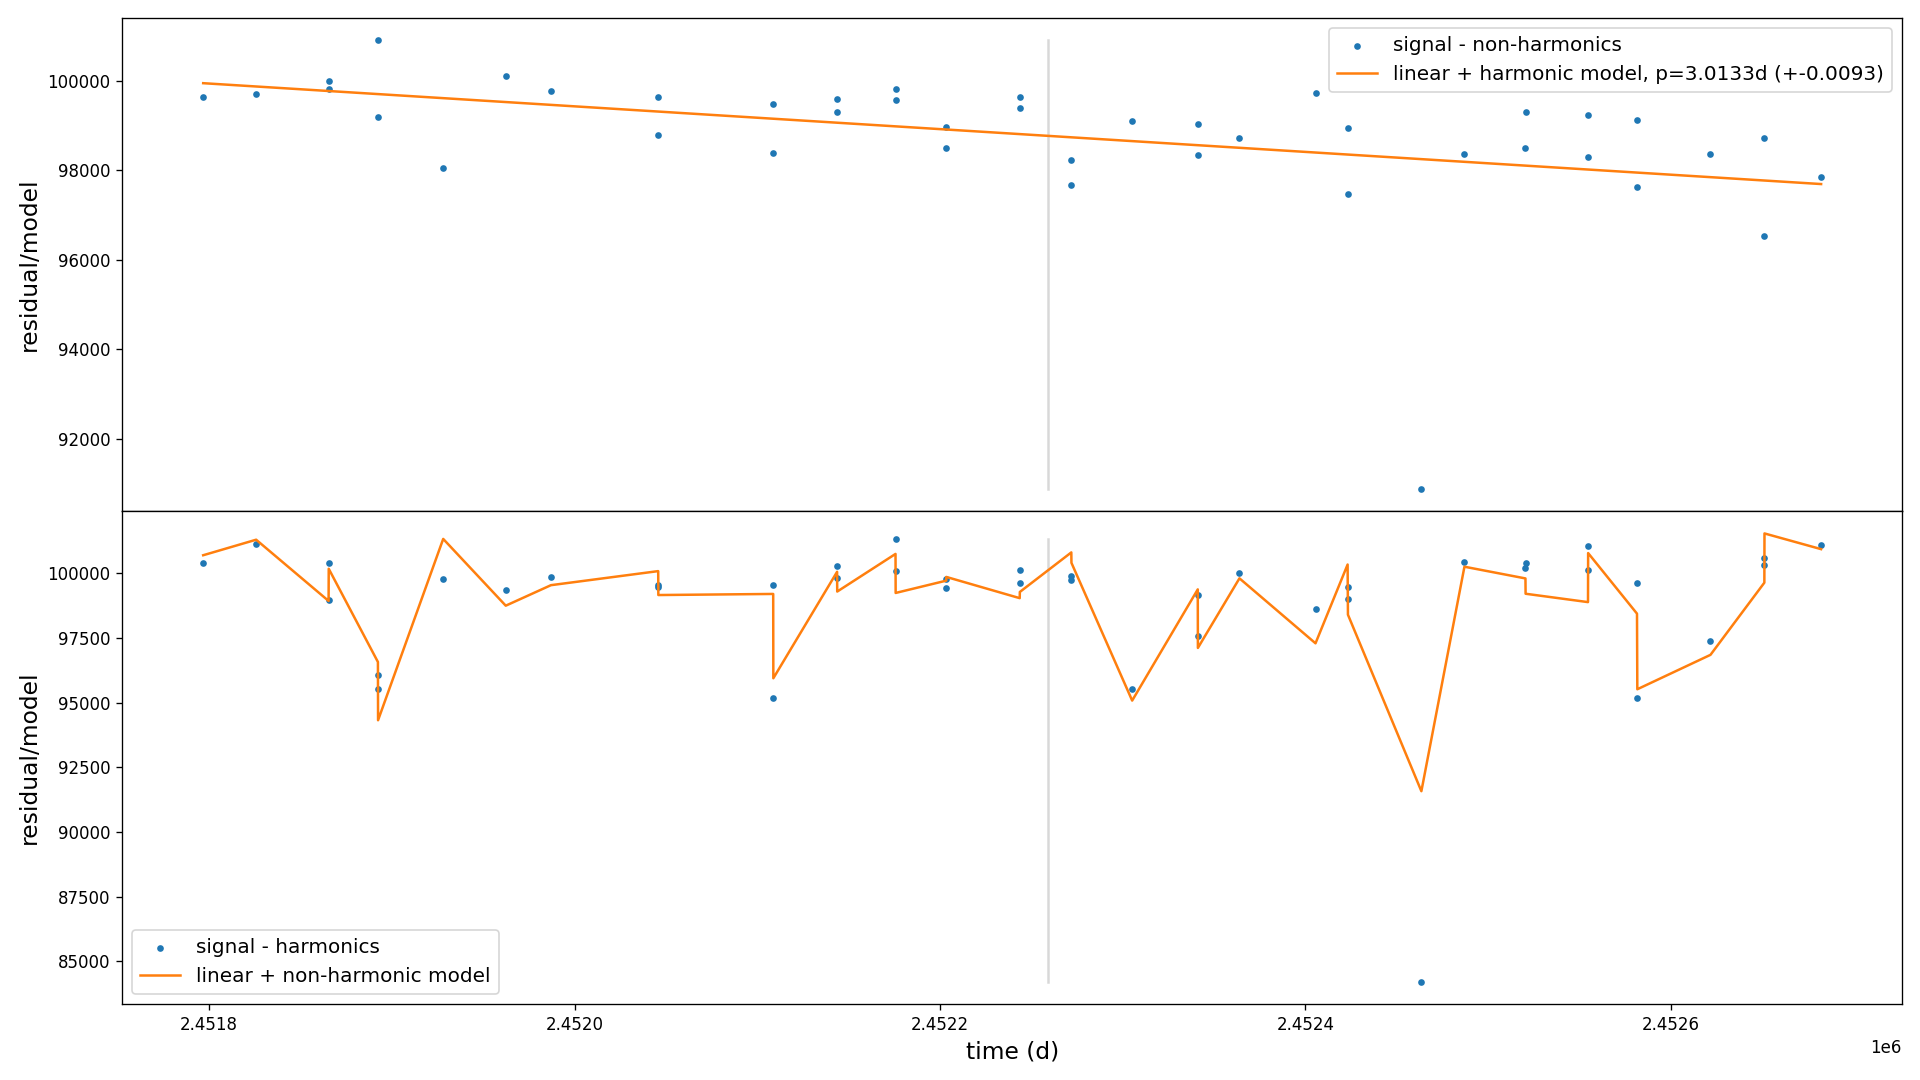 signal - non-harmonics
linear + harmonic model, p=3.0133d (+-0.0093)
100000
98000
96000
94000
92000
residual/model
100000
97500
95000
92500
90000
87500
85000
residual/model
signal - harmonics
linear + non-harmonic model
2.4518 2.4520 2.4522 2.4524 2.4526
time (d)
1e6